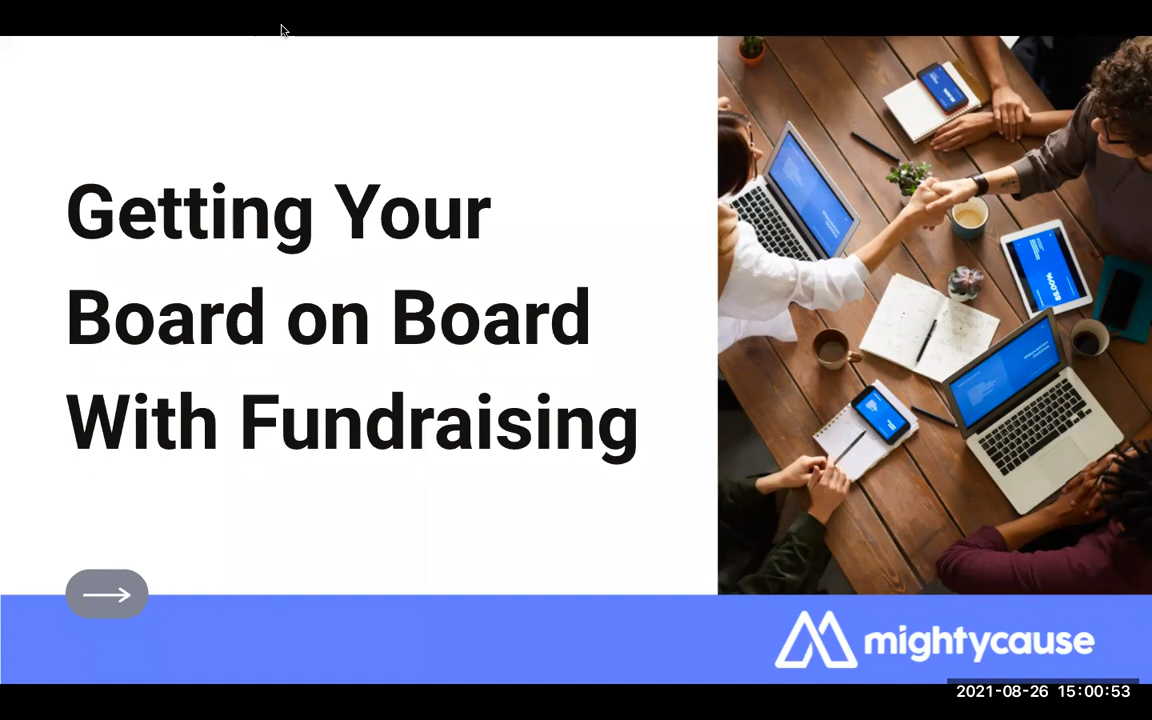 Getting Your
Board on Board
With Fundraising
mightycause
2021-08-26 15:00:53